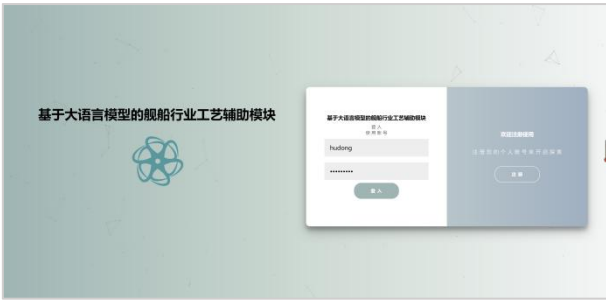 基于大语言模型的舰船行业工艺辅助模块
基于大语言模型的舰船行业工艺辅助模块
登入
使用账号
hudong
•••••••••
登入
欢迎注册使用
注册您的个人账号来开启探索
注册